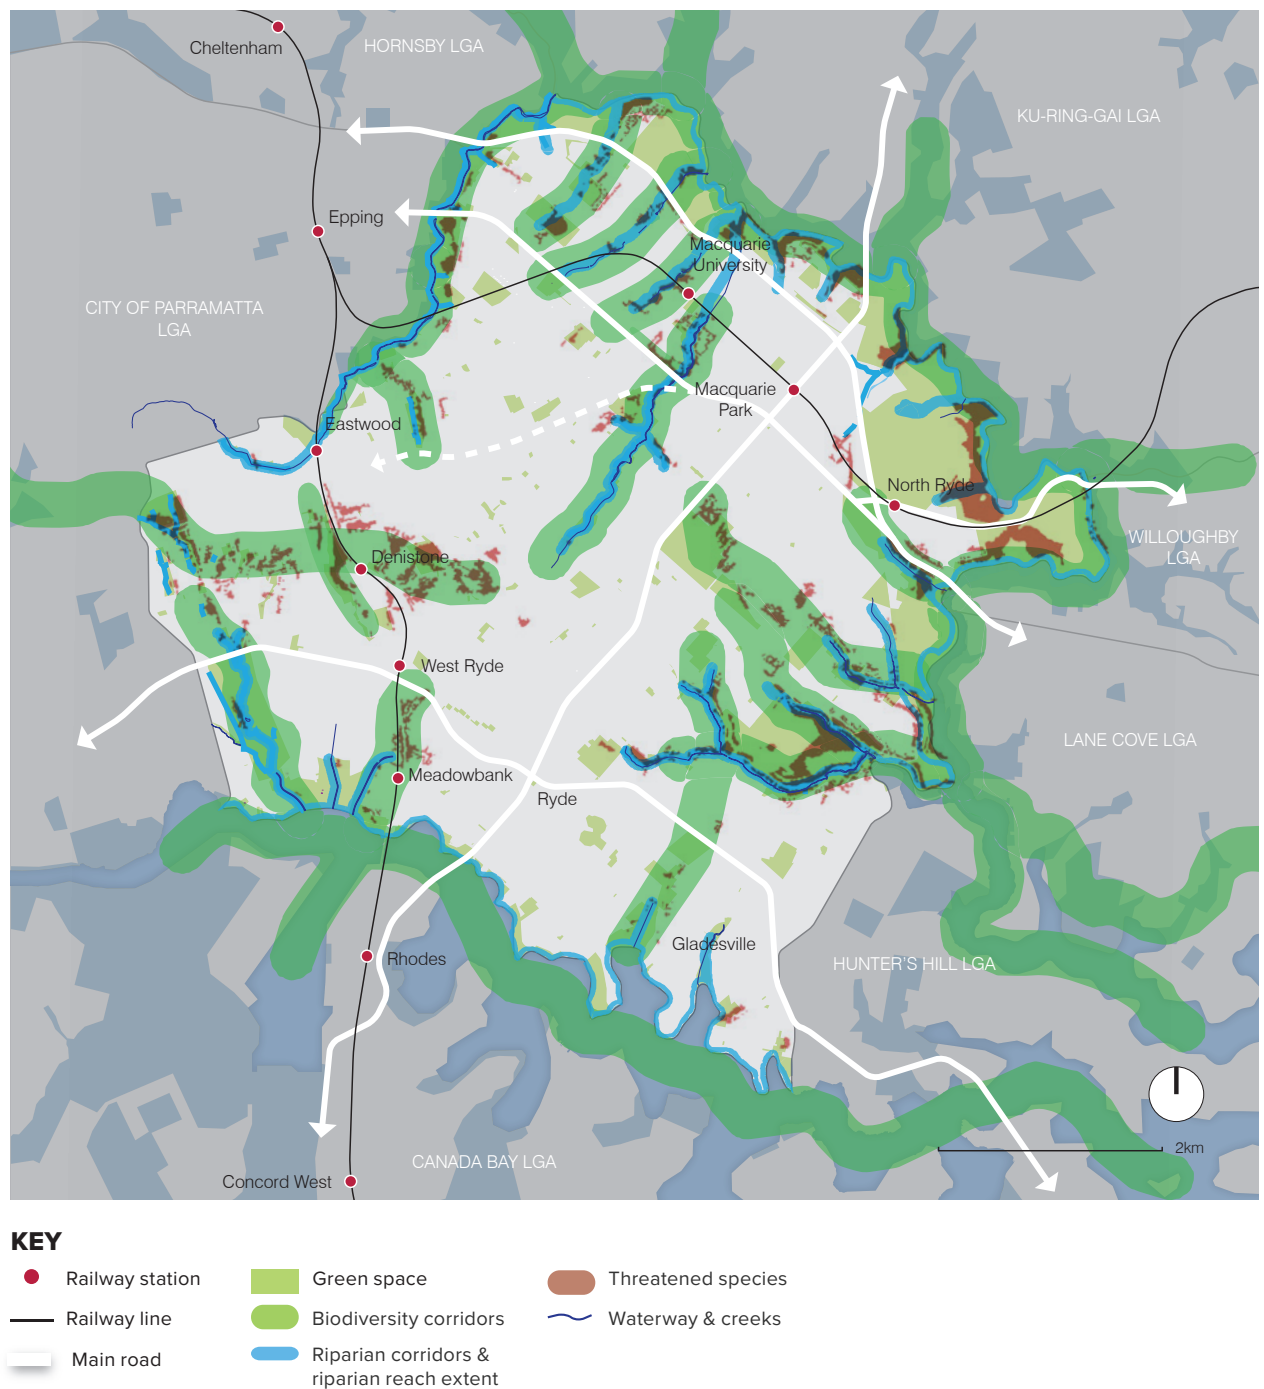 Cheltenham
HORNSBY LGA
KU-RING-GAI LGA
Epping
Macquarie
University
CITY OF PARRAMATTA
LGA
Macquarie
Park
Eastwood
North Ryde
WILLOUGHBY
LGA
Denistone
West Ryde
LANE COVE LGA
Meadowbank
Ryde
Gladesville
Rhodes
HUNTER'S HILL LGA
2km
CANADA BAY LGA
Concord West
KEY
Railway station
Railway line
Main road
Green space
Biodiversity corridors
Riparian corridors &
riparian reach extent
Threatened species
Waterway & creeks